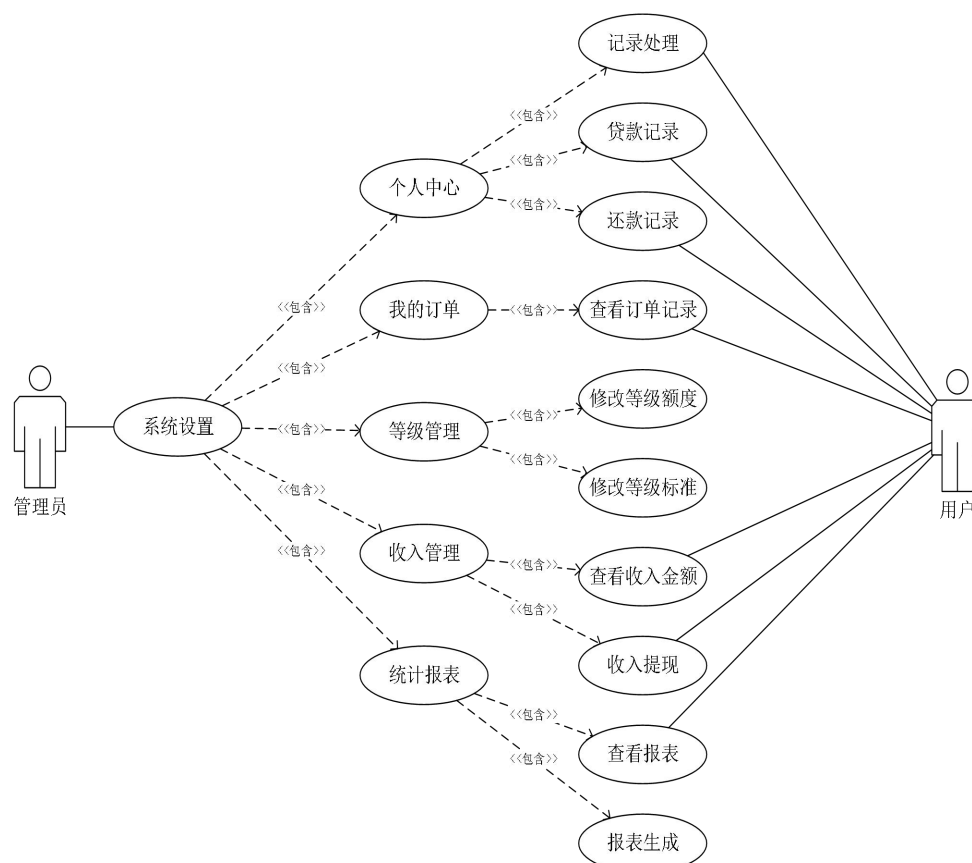 记录处理
<<包含>>
贷款记录
<<包含>>
个人中心
<<包含>>
还款记录
<<包含>>
我的订单
<<包含>>
查看订单记录
<<包含>>
修改等级额度
<<包含>>
系统设置
<<包含>>
等级管理
<<包含>>
修改等级标准
管理员
用户
<<包含>>
<<包含>>
收入管理
<<包含>>
查看收入金额
<<包含>>
收入提现
统计报表
<<包含>>
查看报表
<<包含>>
报表生成